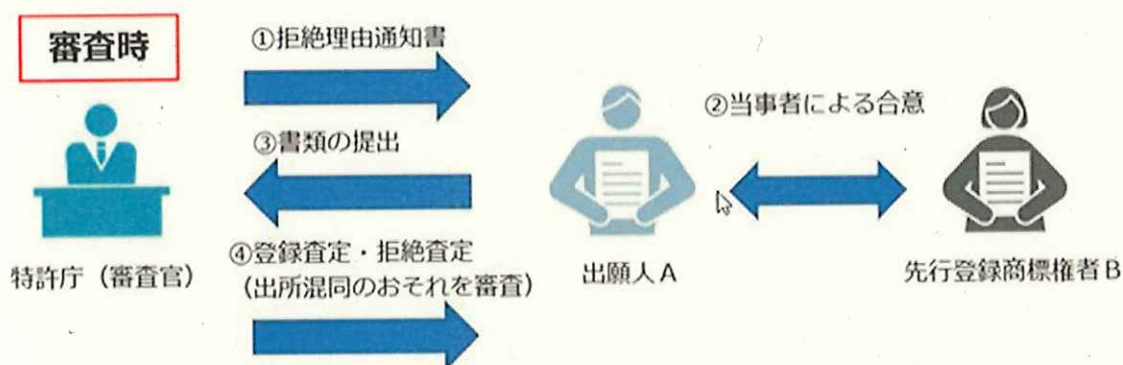 審査時
①拒絶理由通知書
②当事者による合意
③書類の提出
④登録査定・拒絶査定
（出所混同のおそれを審査）
特許庁（審査官）
出願人A
先行登録商標権者B